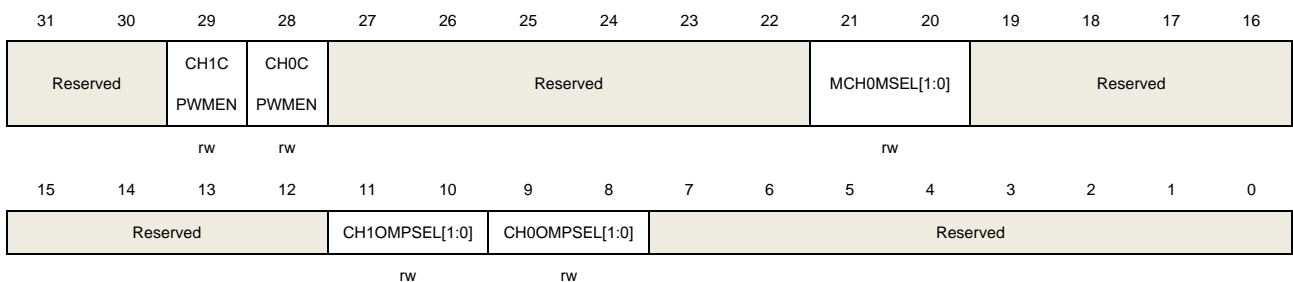 31 30 29 28 27 26 25 24 23 22 21 20 19 18 17 16
Reserved CH1C PWMEN CH0C PWMEN Reserved MCH0MSEL[1:0] Reserved
rw rw rw
15 14 13 12 11 10 9 8 7 6 5 4 3 2 1 0
Reserved CH1OMPSEL[1:0] CH0OMPSEL[1:0] Reserved
rw rw